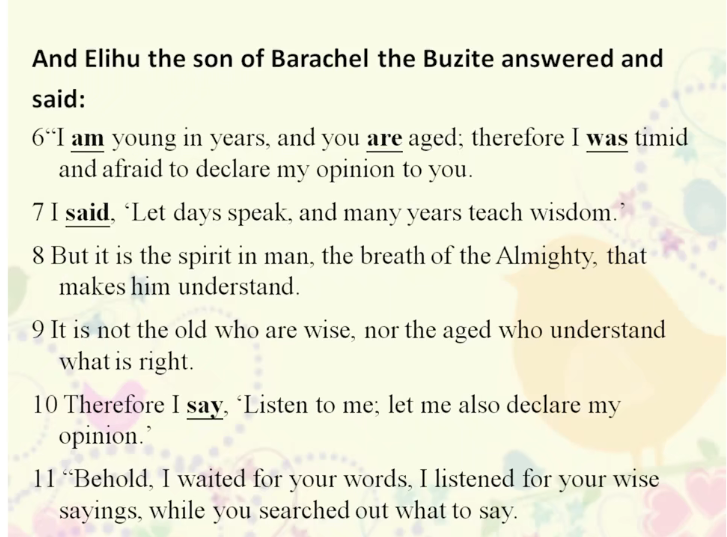 And Elihu the son of Barachel the Buzite answered and
said:
6“I am young in years, and you are aged; therefore I was timid
and afraid to declare my opinion to you.
7 I said, ‘Let days speak, and many years teach wisdom.’
8 But it is the spirit in man, the breath of the Almighty, that
makes him understand.
9 It is not the old who are wise, nor the aged who understand
what is right.
10 Therefore I say, ‘Listen to me; let me also declare my
opinion.’
11 “Behold, I waited for your words, I listened for your wise
sayings, while you searched out what to say.